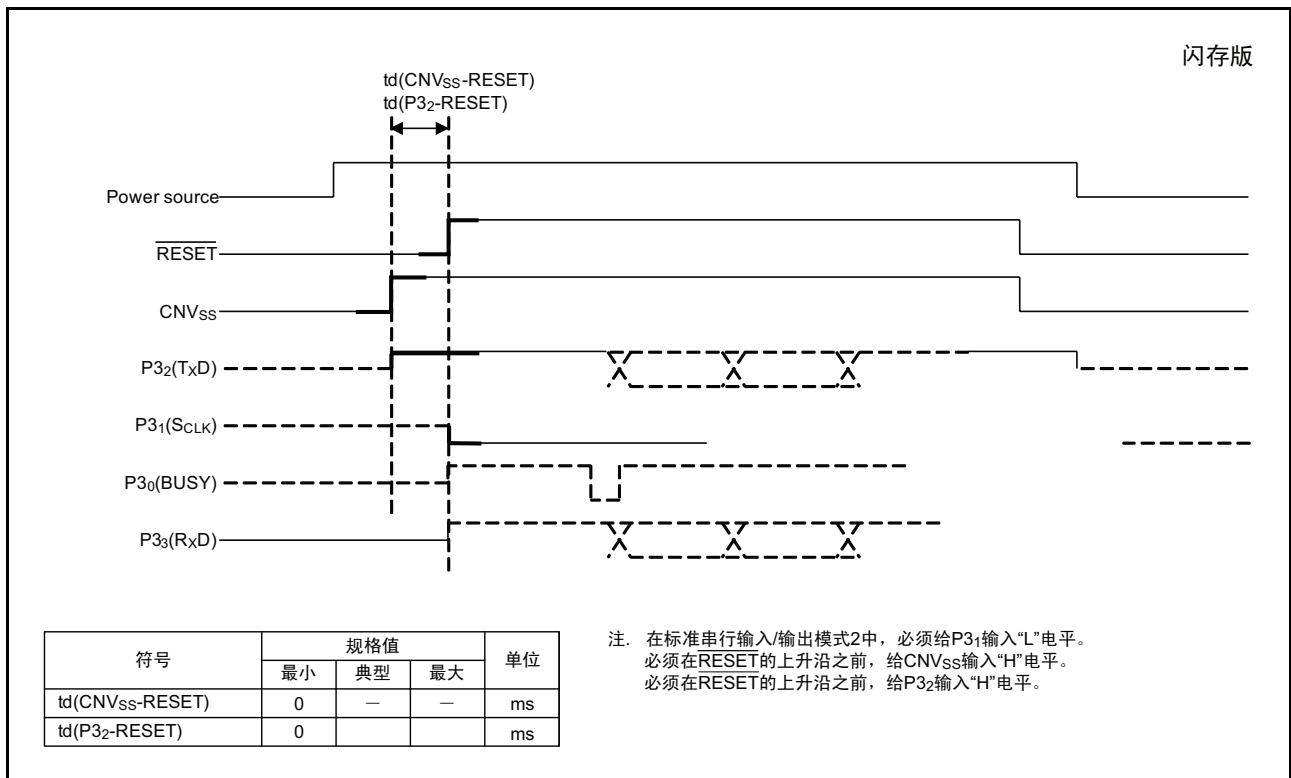 闪存版
td(CNVSS-RESET)
td(P32-RESET)
Power source
RESET
CNVSS
P32(TXD)
P31(SCLK)
P30(BUSY)
P33(RXD)
符号 规格值 单位
最小 典型 最大
td(CNVSS-RESET) 0 — — ms
td(P32-RESET) 0 ms
注. 在标准串行输入/输出模式2中，必须给P31输入“L”电平。
必须在RESET的上升沿之前，给CNVSS输入“H”电平。
必须在RESET的上升沿之前，给P32输入“H”电平。